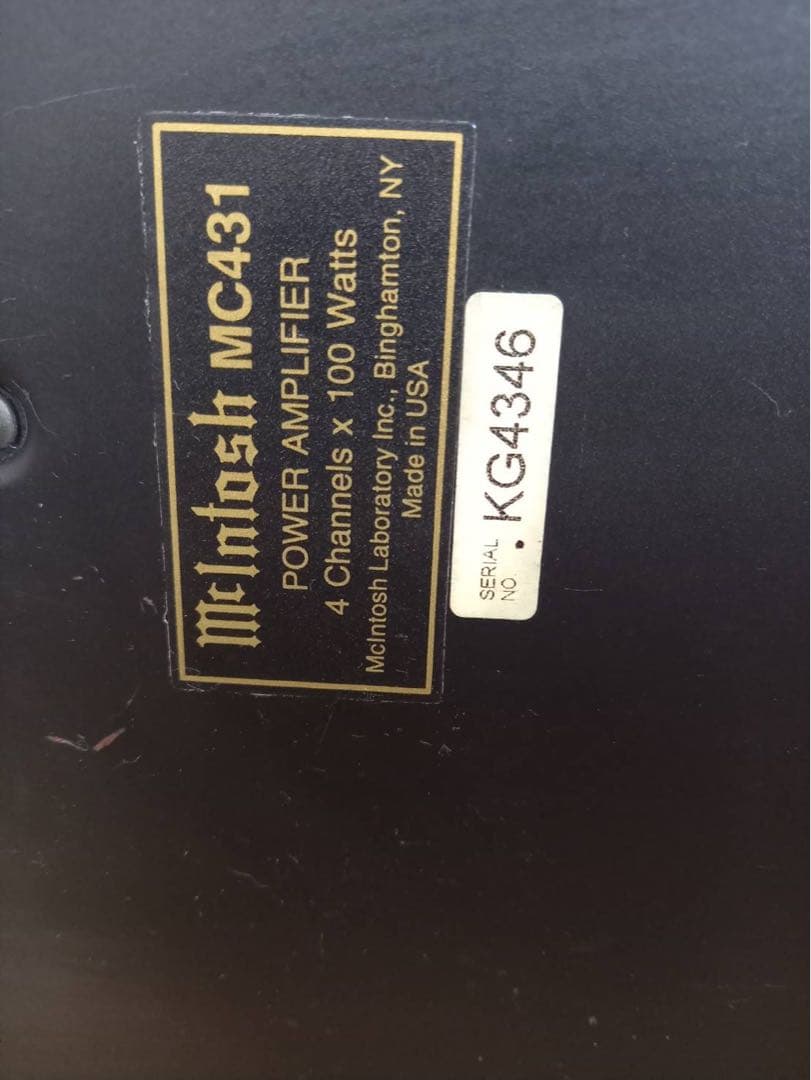 McIntosh MC431
POWER AMPLIFIER
4 Channels x 100 Watts
McIntosh Laboratory Inc., Binghamton, NY
Made in USA
SERIAL
NO. KG4346